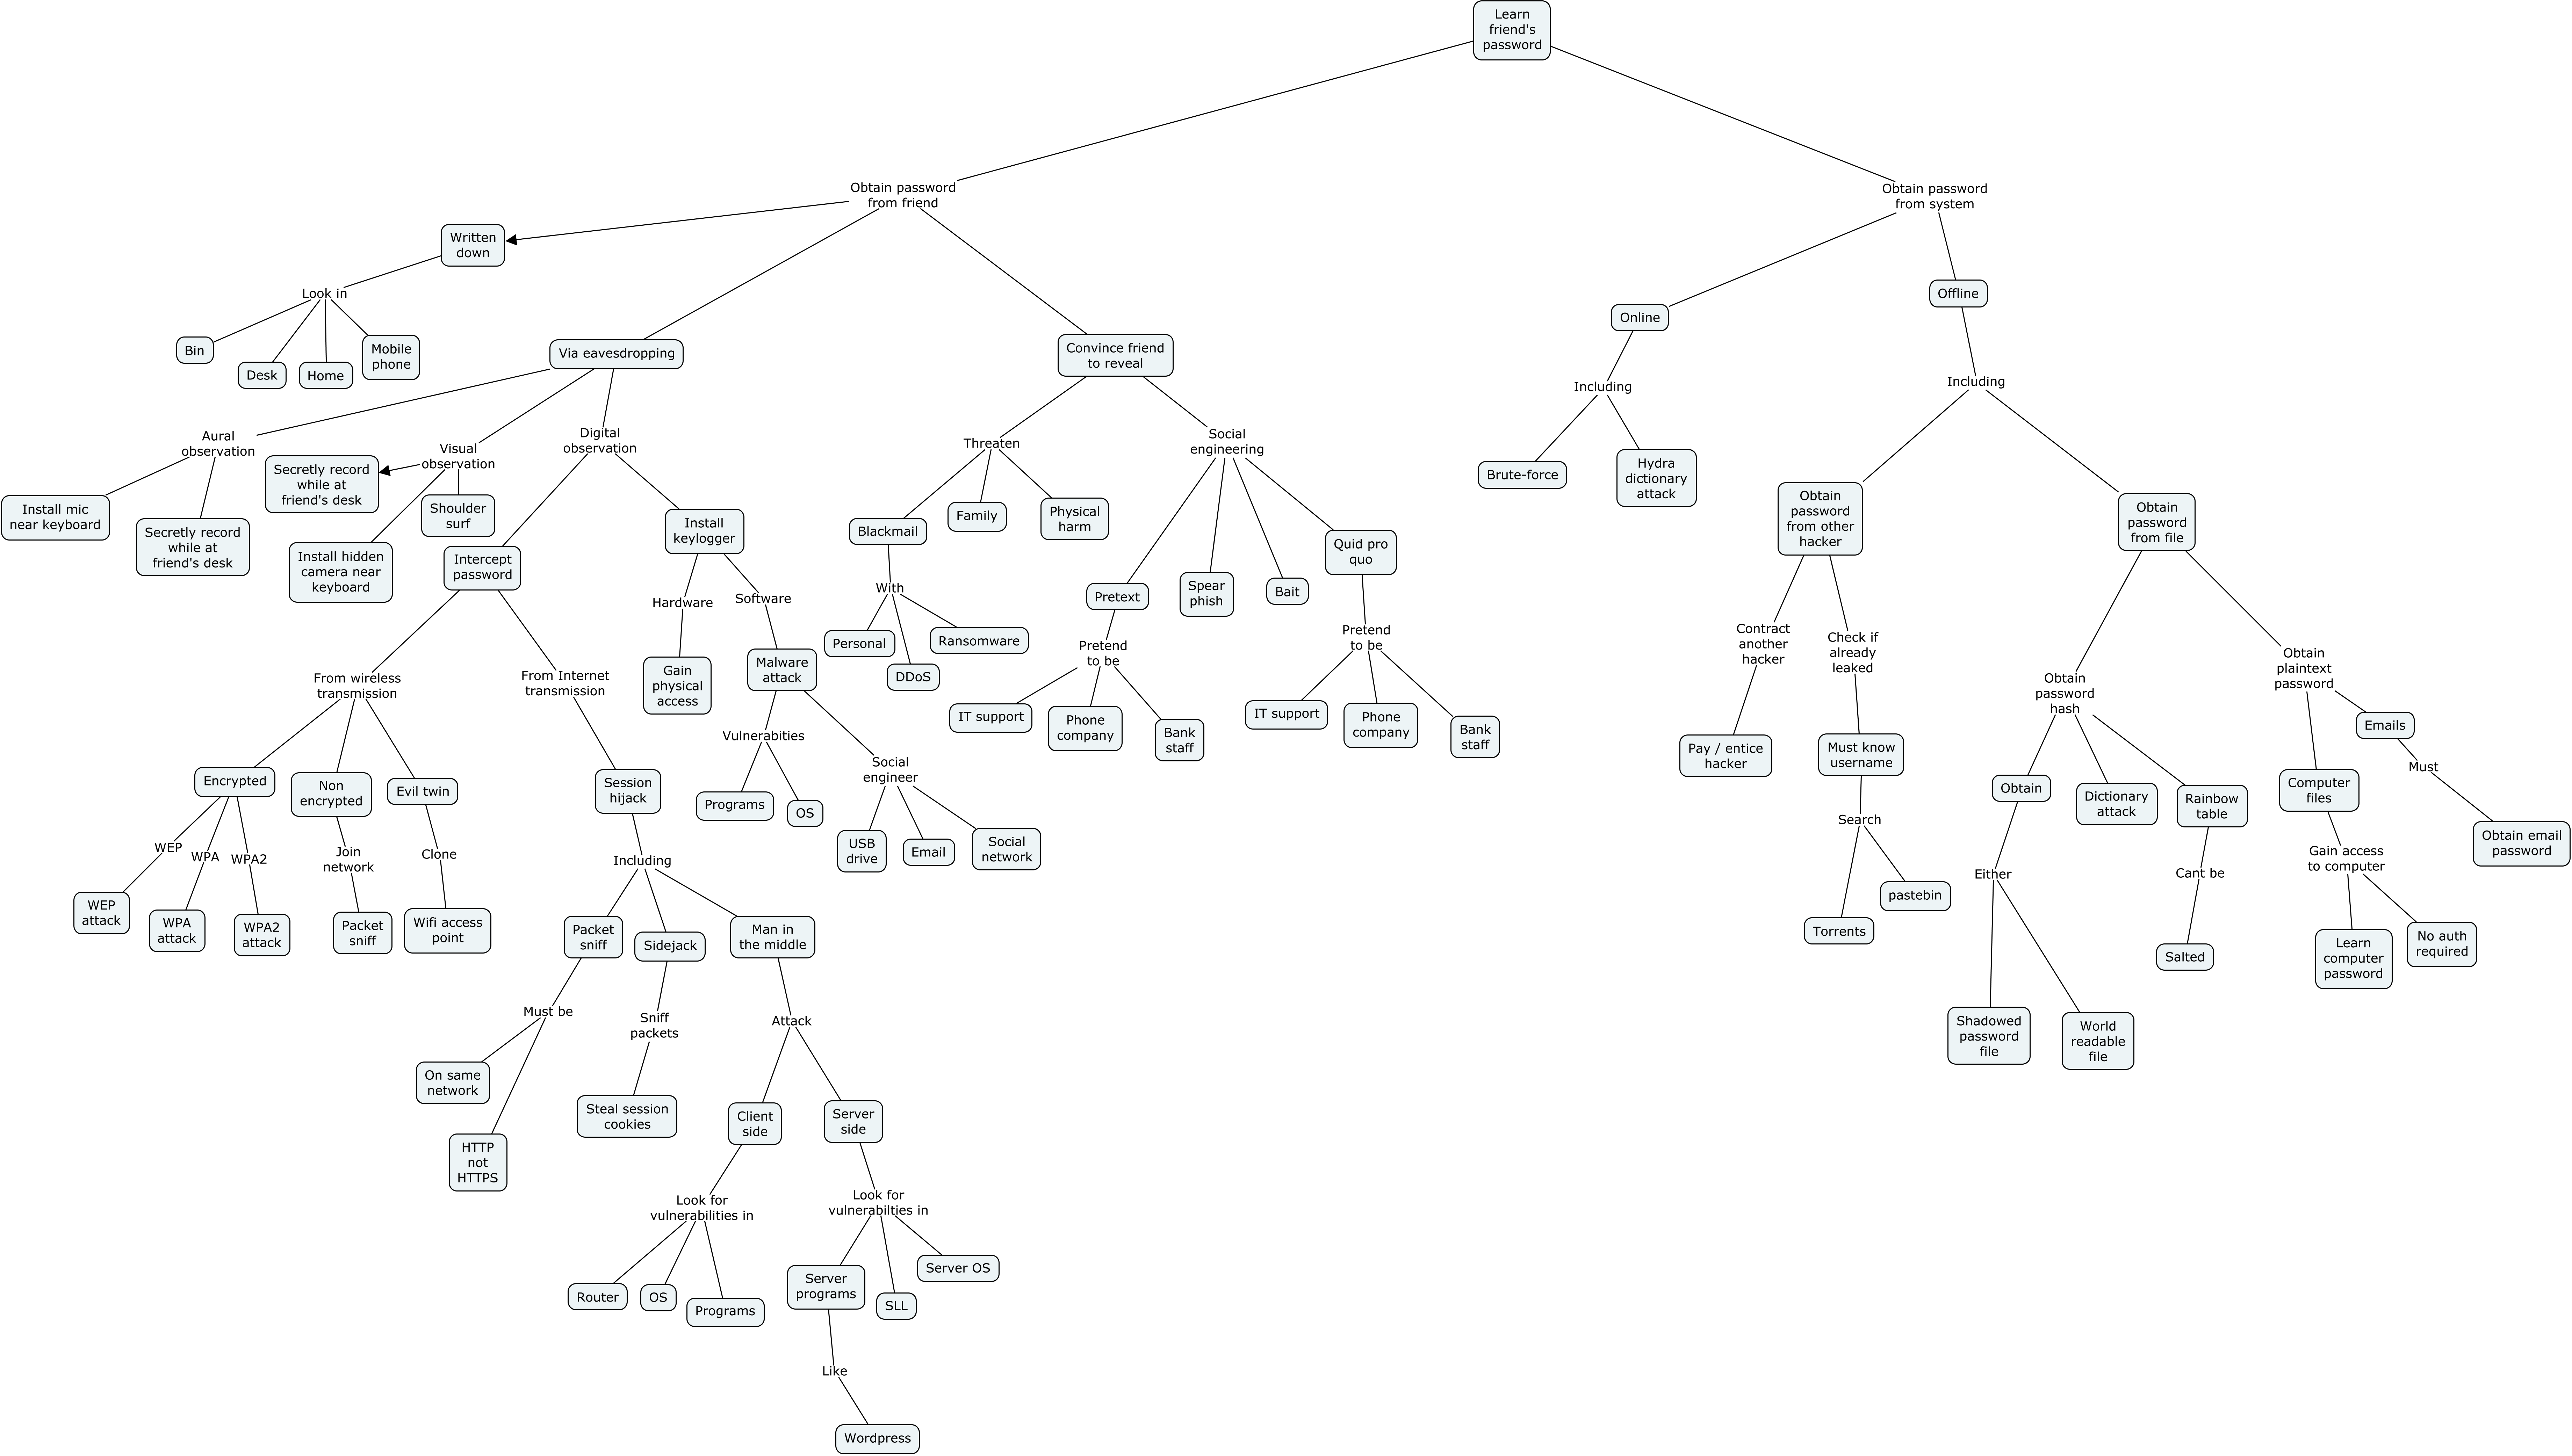 Learn
friend's
password
Obtain password
from friend
Obtain password
from system
Written
down
Look in
Bin
Desk
Home
Mobile
phone
Via eavesdropping
Convince friend
to reveal
Online
Offline
Including
Including
Aural
observation
Visual
observation
Digital
observation
Threaten
Social
engineering
Brute-force
Hydra
dictionary
attack
Install mic
near keyboard
Secretly record
while at
friend's desk
Secretly record
while at
friend's desk
Install hidden
camera near
keyboard
Shoulder
surf
Intercept
password
Install
keylogger
Blackmail
Family
Physical
harm
Quid pro
quo
Obtain
password
from other
hacker
Obtain
password
from file
Hardware
Software
With
Pretext
Spear
phish
Bait
Personal
DDoS
Ransomware
Pretend
to be
Pretend
to be
Contract
another
hacker
Check if
already
leaked
Obtain
password
hash
Obtain
plaintext
password
From wireless
transmission
From Internet
transmission
Gain
physical
access
Malware
attack
IT support
Phone
company
Bank
staff
IT support
Phone
company
Bank
staff
Pay / entice
hacker
Must know
username
Emails
Vulnerabities
Social
engineer
Must
Encrypted
Non
encrypted
Evil twin
Session
hijack
Programs
OS
USB
drive
Email
Social
network
Search
Obtain
Dictionary
attack
Rainbow
table
Computer
files
Obtain email
password
WEP
WPA
WPA2
Join
network
Clone
Including
Either
Cant be
Gain access
to computer
WEP
attack
WPA
attack
WPA2
attack
Packet
sniff
Wifi access
point
Packet
sniff
Sidejack
Man in
the middle
Torrents
pastebin
Salted
Learn
computer
password
No auth
required
Must be
Sniff
packets
Attack
Shadowed
password
file
World
readable
file
On same
network
HTTP
not
HTTPS
Steal session
cookies
Client
side
Server
side
Look for
vulnerabilities in
Look for
vulnerabilties in
Router
OS
Programs
Server
programs
SLL
Server OS
Like
Wordpress